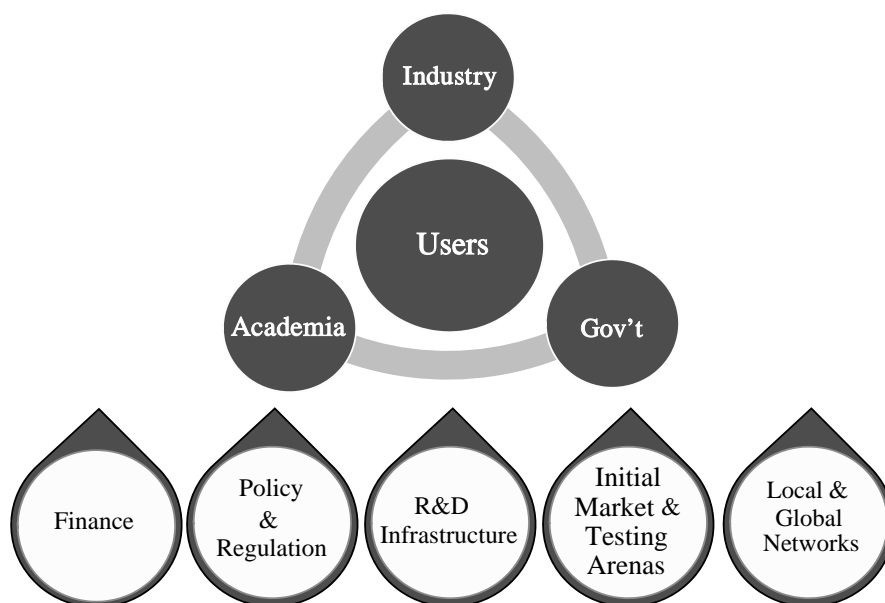 Industry
Users
Academia
Gov't
Finance
Policy
&
Regulation
R&D
Infrastructure
Initial
Market &
Testing
Arenas
Local &
Global
Networks